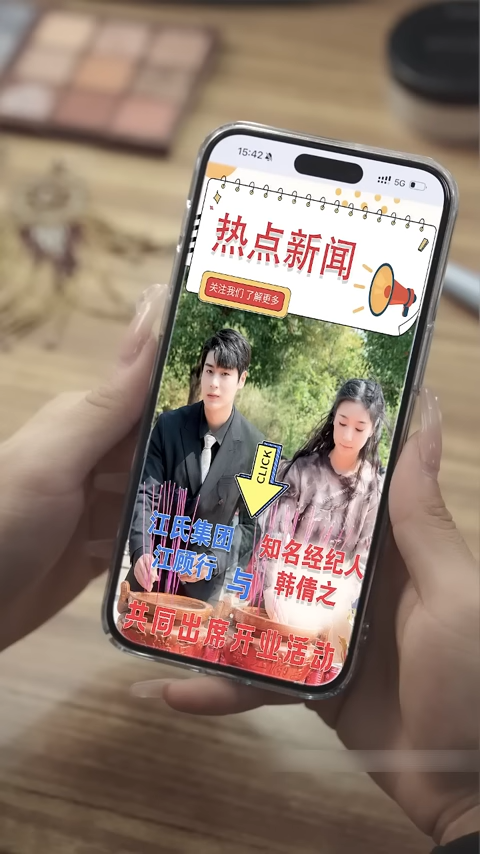 15:42
5G
热点新闻
关注我们 了解更多
CLICK
江氏集团
江顾行
与
知名经纪人
韩倩之
共同出席开业活动